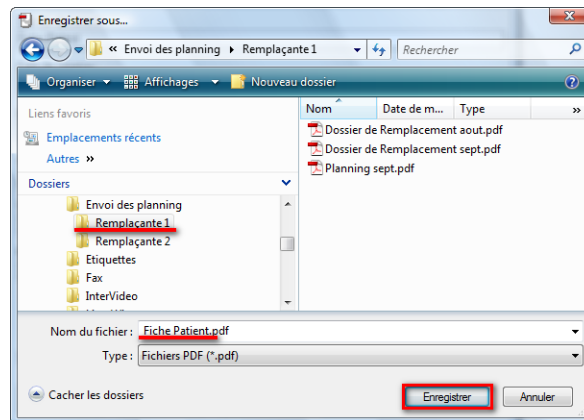 Enregistrer sous...
« Envoi des planning ▸ Remplaçante 1
Rechercher
Organiser
Affichages
Nouveau dossier
Liens favoris
Emplacements récents
Autres »
Dossiers
Envoi des planning
Remplaçante 1
Remplaçante 2
Etiquettes
Fax
InterVideo
Nom
Date de m...
Type
»
Dossier de Remplacement aout.pdf
Dossier de Remplacement sept.pdf
Planning sept.pdf
Nom du fichier : Fiche Patient.pdf
Type : Fichiers PDF (*.pdf)
Cacher les dossiers
Enregistrer
Annuler